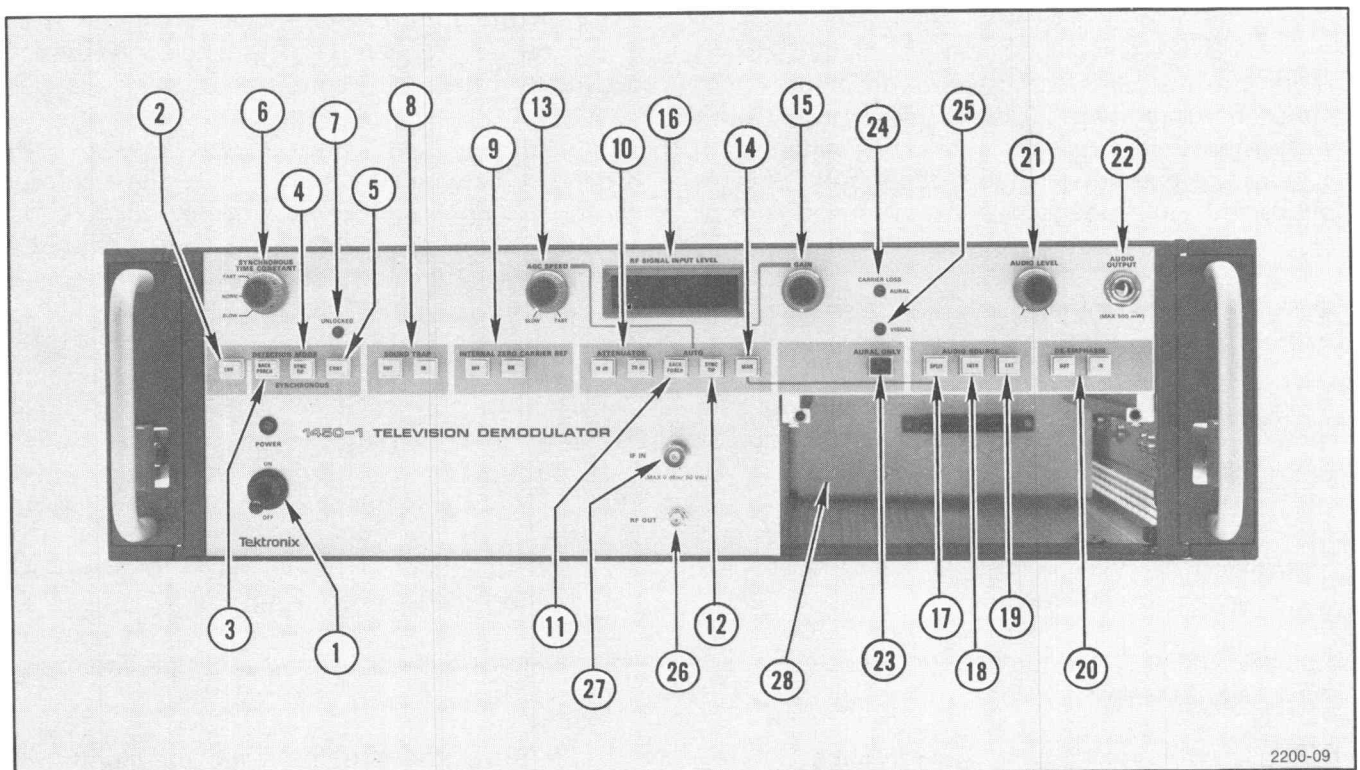 2
6
7
8
13
16
15
24
25
21
22
4
5
9
10
14
SYNCHRONOUS
TIME CONSTANT
FAST
NORM
SLOW
UNLOCKED
AGC SPEED
SLOW FAST
RF SIGNAL INPUT LEVEL
GAIN
CARRIER LOSS
AURAL
VISUAL
AUDIO LEVEL
AUDIO
OUTPUT
(MAX 500 mW)
DETECTION MODE
ENV
BACK
PORCH
SYNC
TIP
CONT
SYNCHRONOUS
SOUND TRAP
OUT IN
INTERNAL ZERO CARRIER REF
OFF ON
ATTENUATOR
10 dB 20 dB
AUTO
BACK
PORCH
SYNC
TIP
MAN
AURAL ONLY
AUDIO SOURCE
SPLIT INTR EXT
DE-EMPHASIS
OUT IN
POWER
ON
OFF
1450-1 TELEVISION DEMODULATOR
IF IN
RF OUT
Tektronix
3
1
11
27
26
12
28
23
17
18
19
20
2200-09